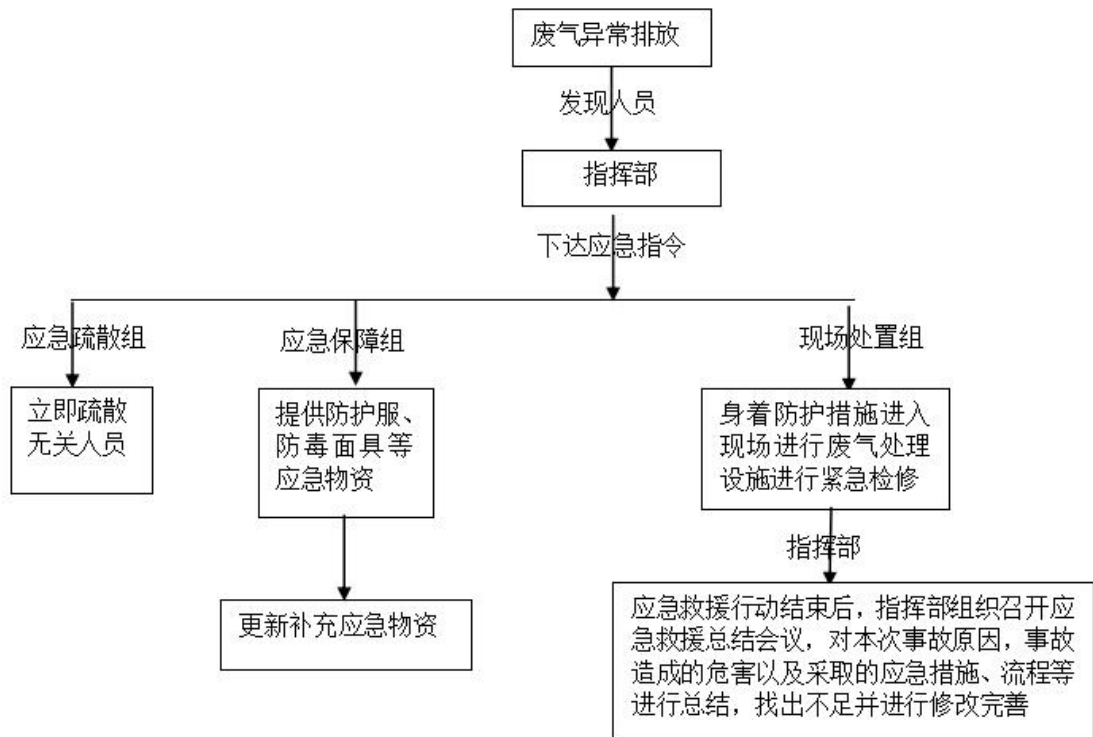 废气异常排放
发现人员
指挥部
下达应急指令
应急疏散组
应急保障组
现场处置组
立即疏散
无关人员
提供防护服、
防毒面具等
应急物资
身着防护措施进入
现场进行废气处理
设施进行紧急检修
指挥部
更新补充应急物资
应急救援行动结束后，指挥部组织召开应
急救援总结会议，对本次事故原因，事故
造成的危害以及采取的应急措施、流程等
进行总结，找出不足并进行修改完善